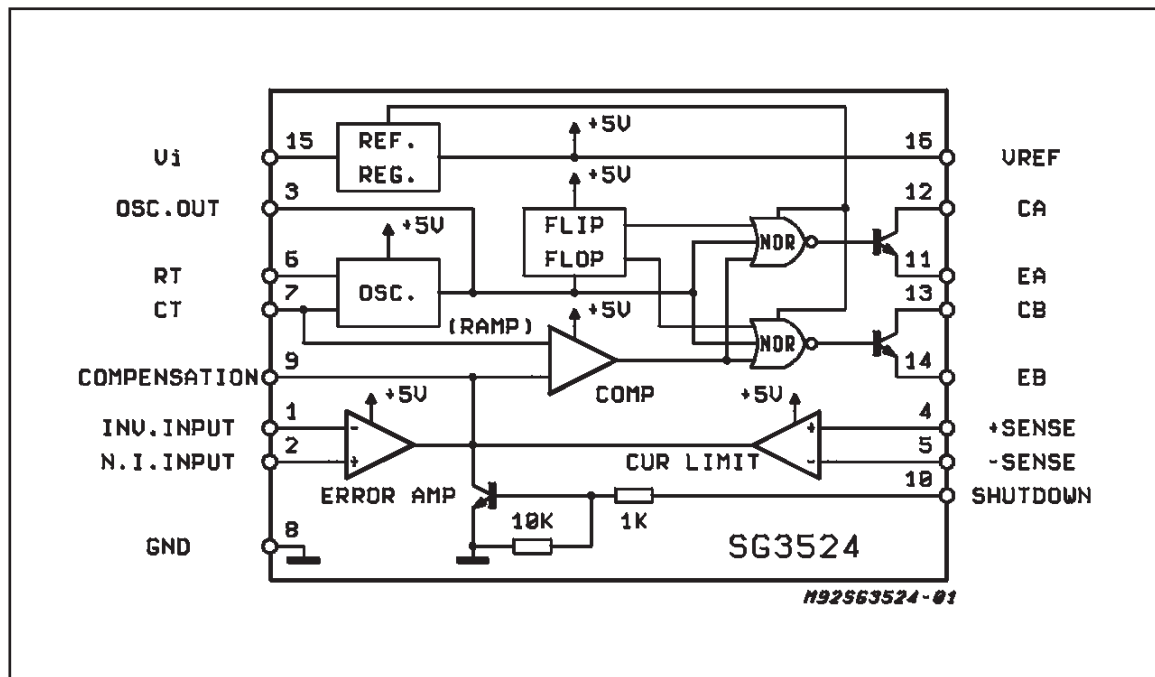 +5V
15
REF.
16
Vi
REG.
VREF
3
+5V
12
OSC.OUT
CA
+5V
FLIP
NOR
6
FLOP
11
RT
OSC.
EA
7
13
CT
+5V
CB
(RAMP)
NOR
9
14
COMPENSATION
COMP
EB
+5V
+5V
1
4
INV.INPUT
-
+
+SENSE
2
5
N.I.INPUT
+
-
-SENSE
CUR LIMIT
10
ERROR AMP
SHUTDOWN
10K
1K
8
GND
SG3524
M92SG3524-01